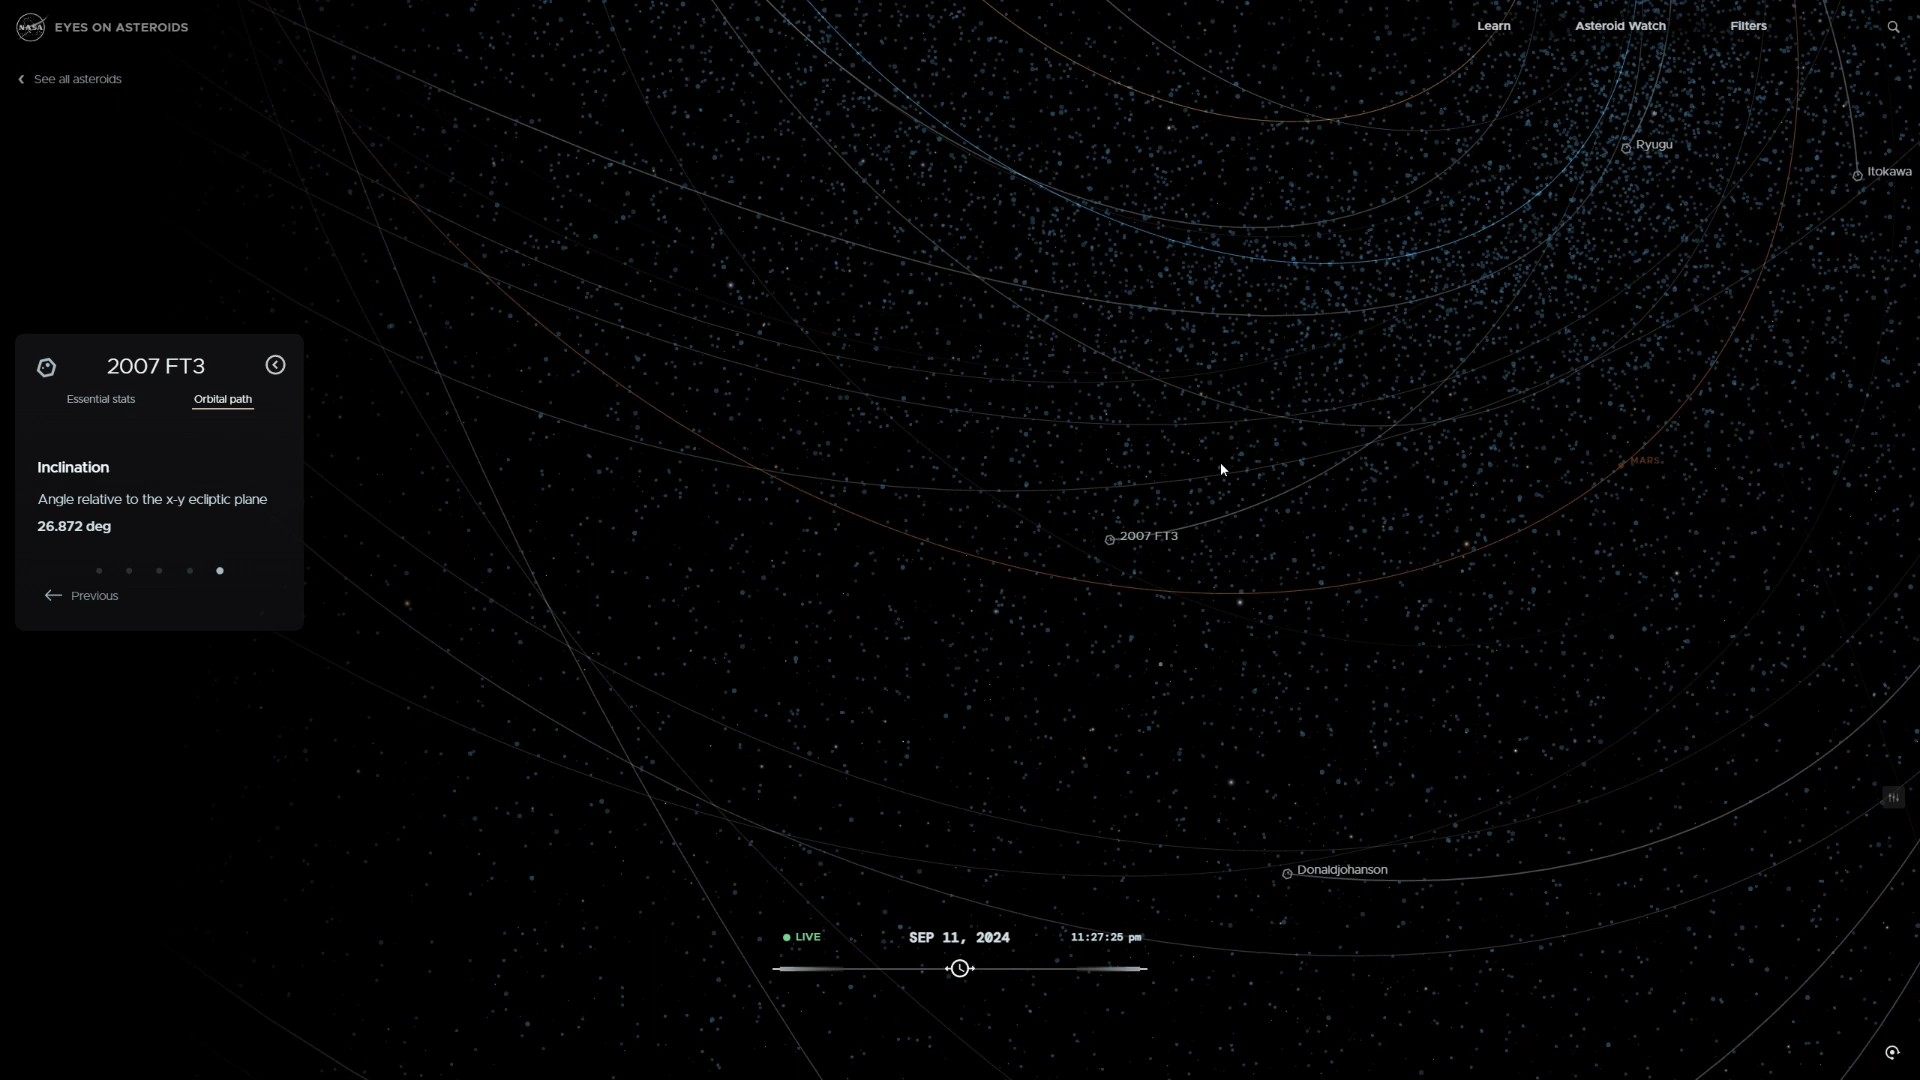 NASA
EYES ON ASTEROIDS
Learn
Asteroid Watch
Filters
See all asteroids
Ryugu
Itokawa
2007 FT3
Essential stats
Orbital path
Inclination
Angle relative to the x-y ecliptic plane
26.872 deg
Previous
MARS
2007 FT3
Donaldjohanson
LIVE
SEP 11, 2024
11:27:25 pm